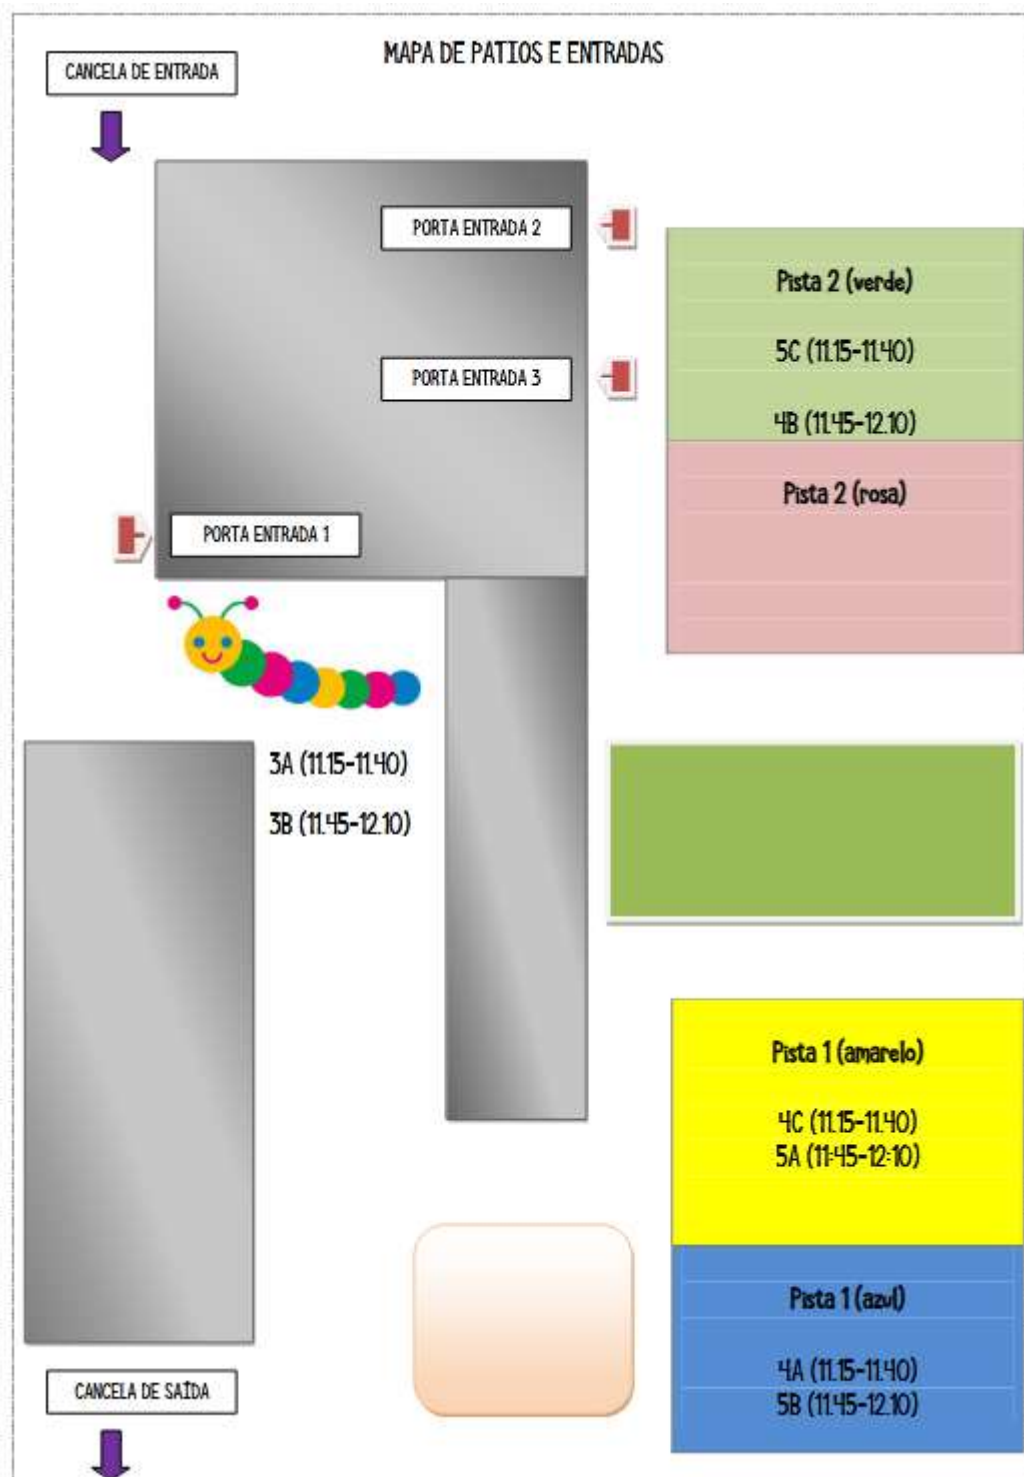 MAPA DE PATIOS E ENTRADAS
CANCELA DE ENTRADA
PORTA ENTRADA 2
Pista 2 (verde)
5C (11.15-11.40)
PORTA ENTRADA 3
4B (11.45-12.10)
Pista 2 (rosa)
PORTA ENTRADA 1
3A (11.15-11.40)
3B (11.45-12.10)
Pista 1 (amarelo)
4C (11.15-11.40)
5A (11:45-12:10)
Pista 1 (azul)
4A (11.15-11.40)
5B (11.45-12.10)
CANCELA DE SAÍDA